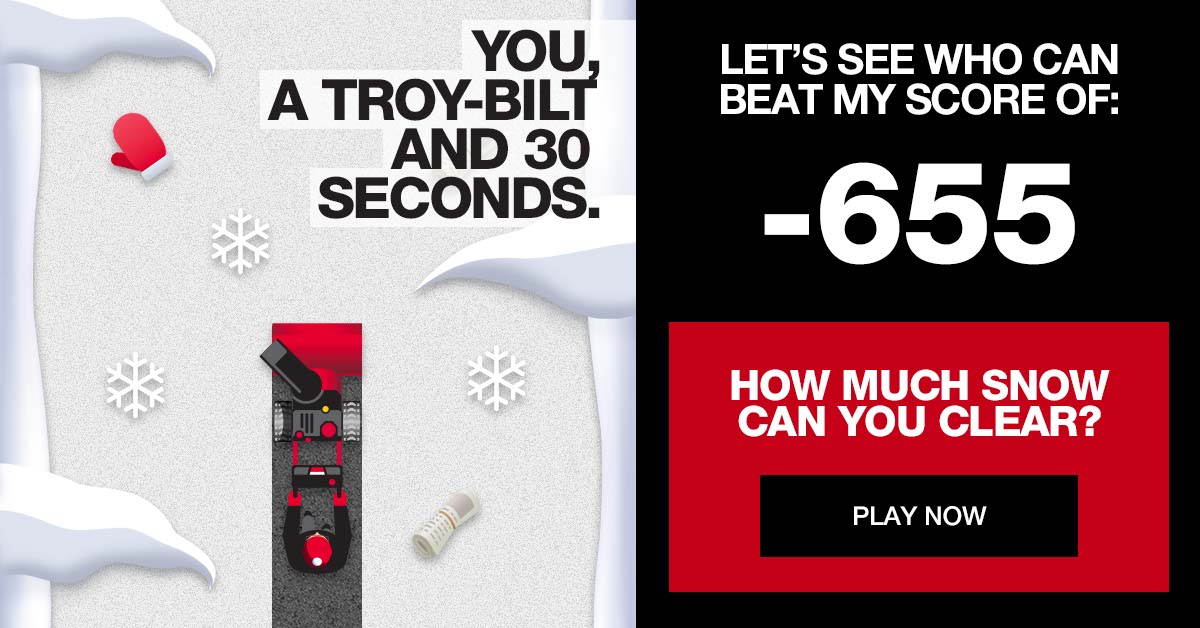 YOU,
A TROY-BILT
AND 30
SECONDS.
LET'S SEE WHO CAN
BEAT MY SCORE OF:
-655
HOW MUCH SNOW
CAN YOU CLEAR?
PLAY NOW